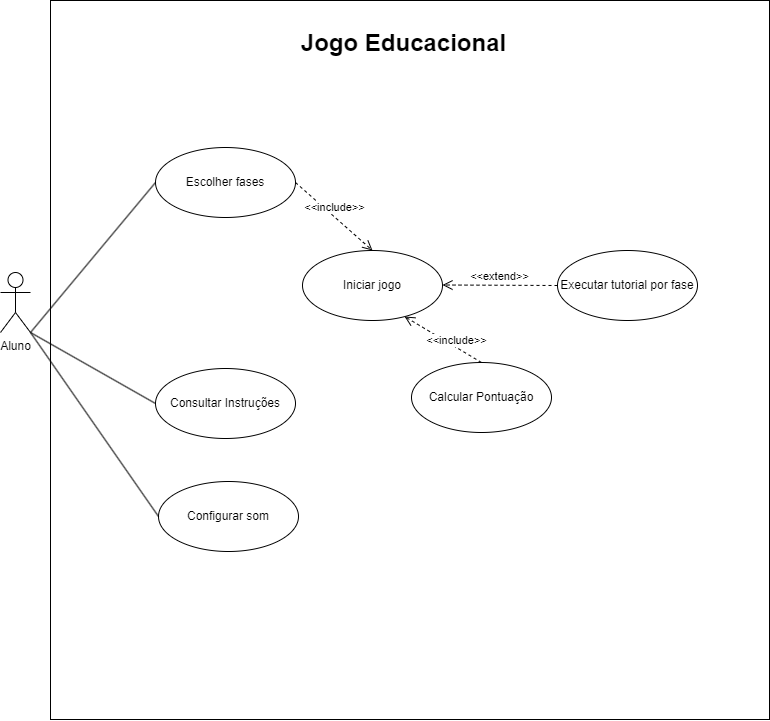 Jogo Educacional
Escolher fases
<<include>>
Iniciar jogo
<<extend>>
Executar tutorial por fase
Aluno
<<include>>
Calcular Pontuação
Consultar Instruções
Configurar som